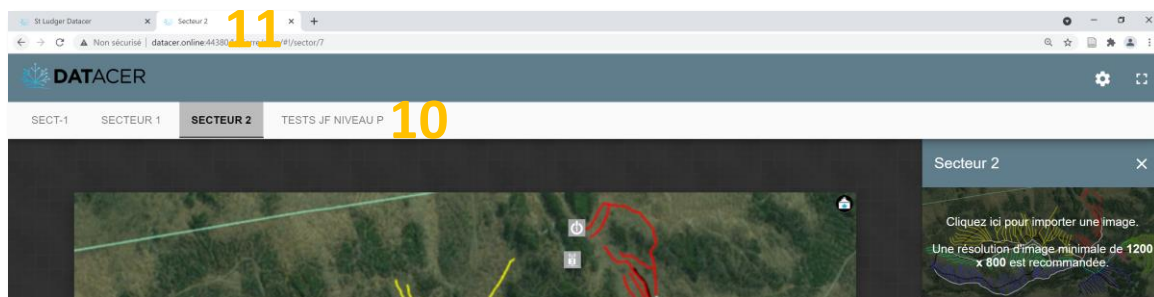 St Ludger Datacer
Secteur 2
11
Non sécurisé | datacer.online:44380/ /#!/sector/7
DATACER
SECT-1 SECTEUR 1 SECTEUR 2 TESTS JF NIVEAU P
10
Secteur 2
Cliquez ici pour importer une image.
Une résolution d'image minimale de 1200
x 800 est recommandée.